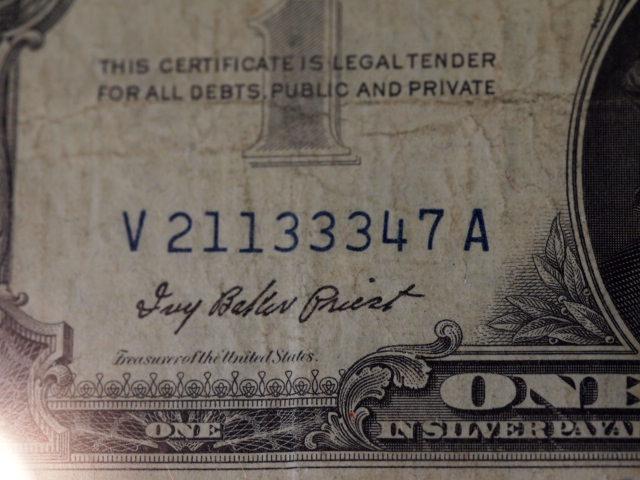 1
THIS CERTIFICATE IS LEGAL TENDER
FOR ALL DEBTS, PUBLIC AND PRIVATE
V 21133347 A
Ivy Baker Priest
Treasurer of the United States.
ONE
ONE
IN SILVER PAYA